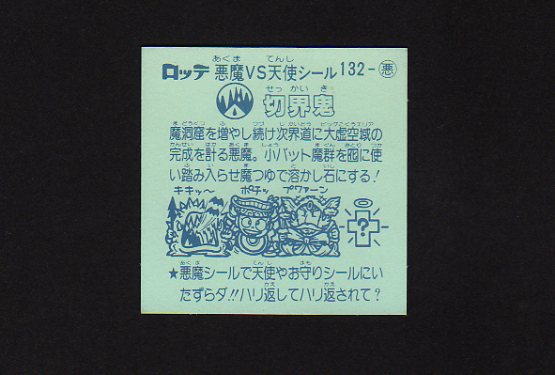 ロッテ 悪魔VS天使シール 132-悪
切界鬼
魔洞窟を増やし続け次界道に大虚空域の
完成を計る悪魔。小バット魔群を囮に使
い踏み入らせ魔つゆで溶かし石にする!
キキッ〜 ポチッ プワァーン
?
★悪魔シールで天使やお守りシールにい
たずらダ!!ハリ返してハリ返されて?